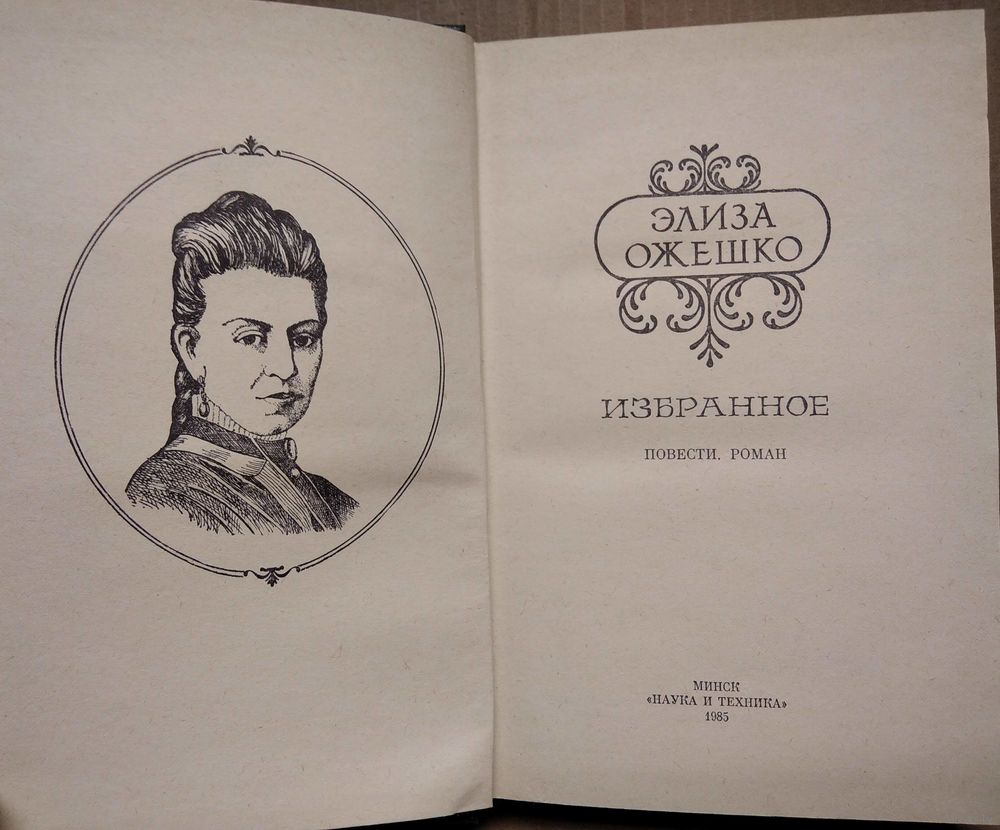 ЭЛИЗА
ОЖЕШКО
ИЗБРАННОЕ
ПОВЕСТИ. РОМАН
МИНСК
«НАУКА И ТЕХНИКА»
1985